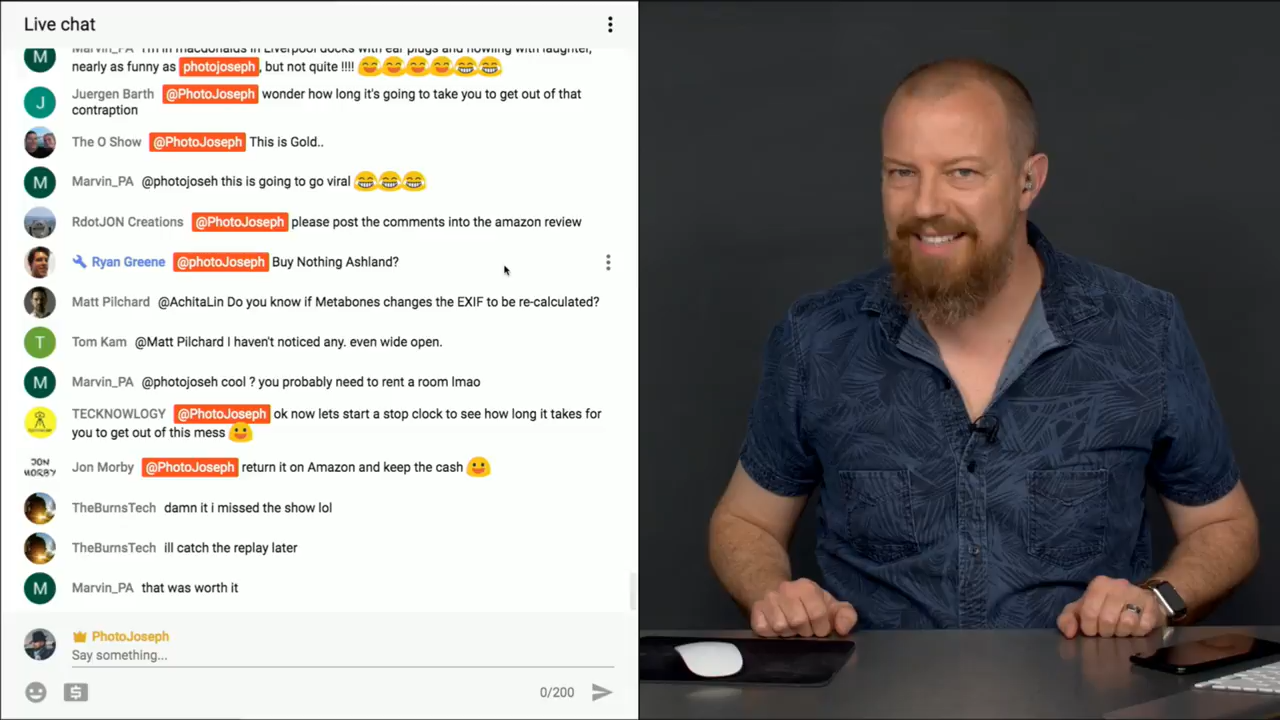 Live chat
Marvin_PA I'm in macdonalds in Liverpool docks with ear plugs and howling with laughter,
nearly as funny as photojoseph, but not quite !!!!
Juergen Barth @PhotoJoseph wonder how long it's going to take you to get out of that
contraption
The O Show @PhotoJoseph This is Gold..
Marvin_PA @photojoseh this is going to go viral
RdotJON Creations @PhotoJoseph please post the comments into the amazon review
Ryan Greene @photoJoseph Buy Nothing Ashland?
Matt Pilchard @AchitaLin Do you know if Metabones changes the EXIF to be re-calculated?
Tom Kam @Matt Pilchard I haven't noticed any. even wide open.
Marvin_PA @photojoseh cool ? you probably need to rent a room lmao
TECKNOWLOGY @PhotoJoseph ok now lets start a stop clock to see how long it takes for
you to get out of this mess
Jon Morby @PhotoJoseph return it on Amazon and keep the cash
TheBurnsTech damn it i missed the show lol
TheBurnsTech ill catch the replay later
Marvin_PA that was worth it
PhotoJoseph
Say something...
0/200
M
J
M
T
M
JON
MORBY
M